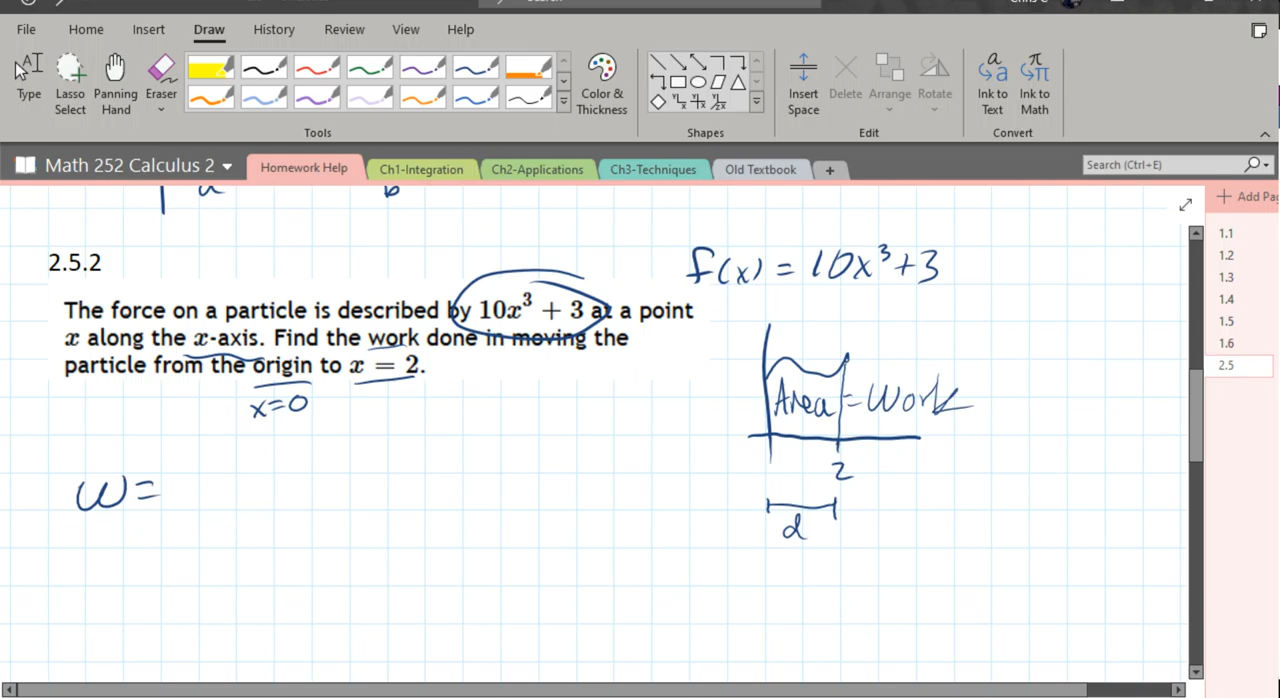 File Home Insert Draw History Review View Help
Type
Lasso Select
Panning Hand
Eraser
Color & Thickness
Insert Space
Delete
Arrange
Rotate
Ink to Text
Ink to Math
Tools Shapes Edit Convert
Math 252 Calculus 2
Homework Help Ch1-Integration Ch2-Applications Ch3-Techniques Old Textbook
Search (Ctrl+E)
Add Pa
1.1
1.2
1.3
1.4
1.5
1.6
2.5
a b
2.5.2
f(x) = 10x³+3
The force on a particle is described by 10x³ + 3 at a point
x along the x-axis. Find the work done in moving the
particle from the origin to x = 2.
x=0
Area = Work
2
d
W=